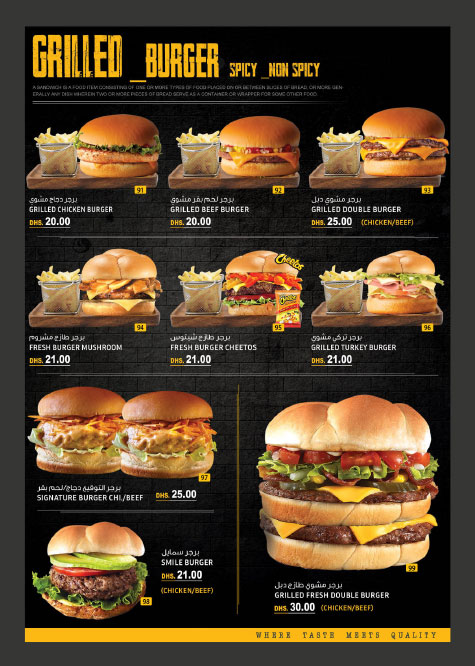 GRILLED _BURGER SPICY _NON SPICY
A SANDWICH IS A FOOD ITEM CONSISTING OF ONE OR MORE TYPES OF FOOD PLACED ON OR BETWEEN SLICES OF BREAD, OR MORE GEN-
ERALLY ANY DISH WHEREIN TWO OR MORE PIECES OF BREAD SERVE AS A CONTAINER OR WRAPPER FOR SOME OTHER FOOD.
91
برجر دجاج مشوي
GRILLED CHICKEN BURGER
DHS. 20.00
92
برجر لحم بقر مشوي
GRILLED BEEF BURGER
DHS. 20.00
93
برجر مشوي دبل
GRILLED DOUBLE BURGER
DHS. 25.00 (CHICKEN/BEEF)
94
برجر طازج مشروم
FRESH BURGER MUSHROOM
DHS. 21.00
Cheetos
Cheetos
95
برجر طازج شيتوس
FRESH BURGER CHEETOS
DHS. 21.00
96
برجر تركي مشوي
GRILLED TURKEY BURGER
DHS. 21.00
97
برجر التوقيع دجاج/لحم بقر
SIGNATURE BURGER CHI./BEEF DHS. 25.00
98
برجر سمايل
SMILE BURGER
DHS. 21.00
(CHICKEN/BEEF)
99
برجر مشوي طازج دبل
GRILLED FRESH DOUBLE BURGER
DHS. 30.00 (CHICKEN/BEEF)
WHERE TASTE MEETS QUALITY